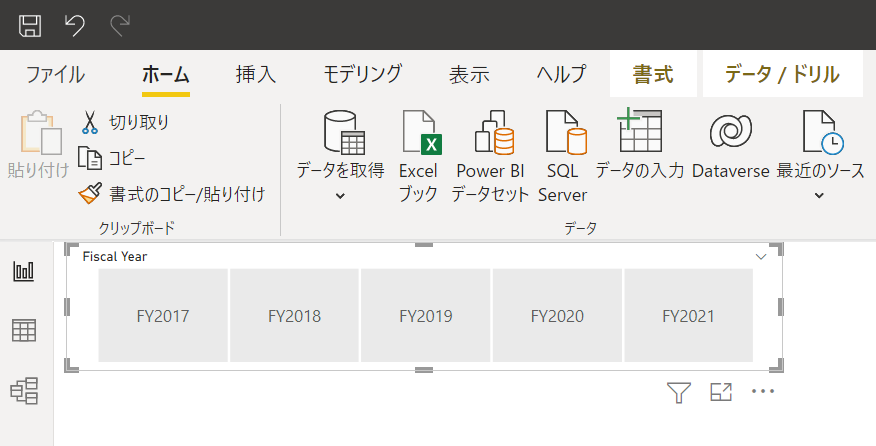 ファイル ホーム 挿入 モデリング 表示 ヘルプ 書式 データ / ドリル
貼り付け
切り取り
コピー
書式のコピー/貼り付け
クリップボード
データを取得
Excel
ブック
Power BI
データセット
SQL
Server
データの入力
Dataverse
最近のソース
データ
Fiscal Year
FY2017 FY2018 FY2019 FY2020 FY2021